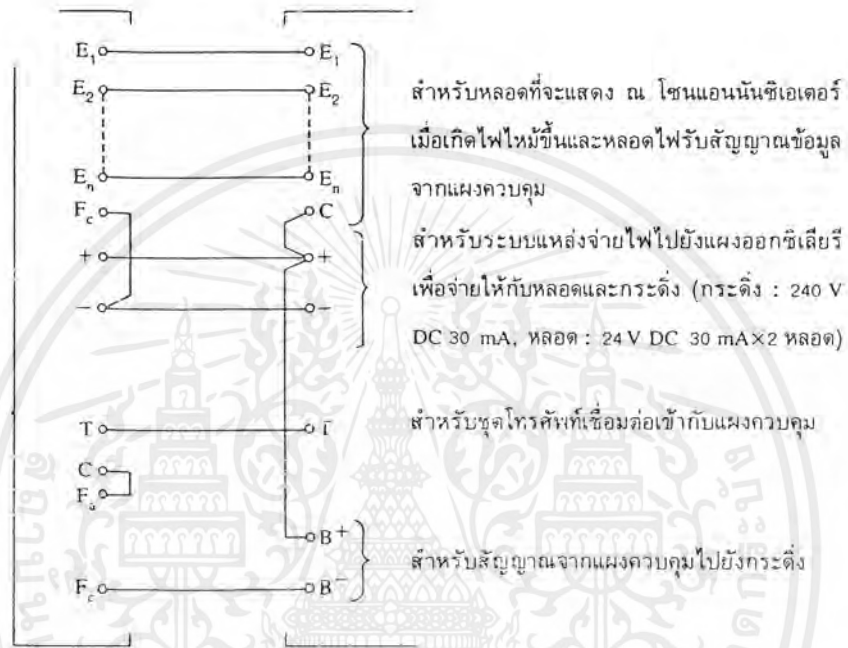 E₁ E₁
E₂ E₂
สำหรับหลอดที่จะแสดง ณ โซนแอนนันซิเอเตอร์
เมื่อเกิดไฟไหม้ขึ้นและหลอดไฟรับสัญญาณข้อมูล
Eₙ Eₙ
จากแผงควบคุม
F꜀ C
สำหรับระบบแหล่งจ่ายไฟไปยังแผงออกซิเลียรี
+ +
เพื่อจ่ายให้กับหลอดและกระดิ่ง (กระดิ่ง : 240 V
- -
DC 30 mA, หลอด : 24 V DC 30 mA×2 หลอด)
T T
สำหรับชุดโทรศัพท์เชื่อมต่อเข้ากับแผงควบคุม
C
Fₐ
B+
สำหรับสัญญาณจากแผงควบคุมไปยังกระดิ่ง
F꜀ B-